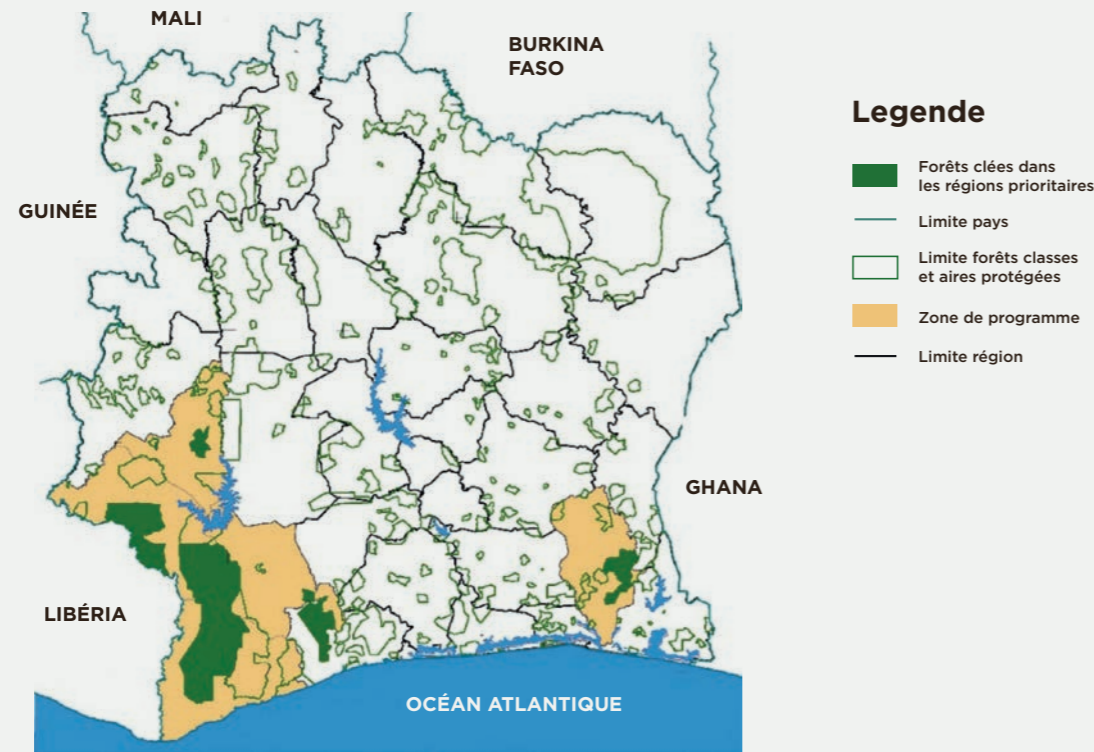 MALI
BURKINA
FASO
GUINÉE
GHANA
LIBÉRIA
OCÉAN ATLANTIQUE
Legende
Forêts clées dans
les régions prioritaires
Limite pays
Limite forêts classes
et aires protégées
Zone de programme
Limite région